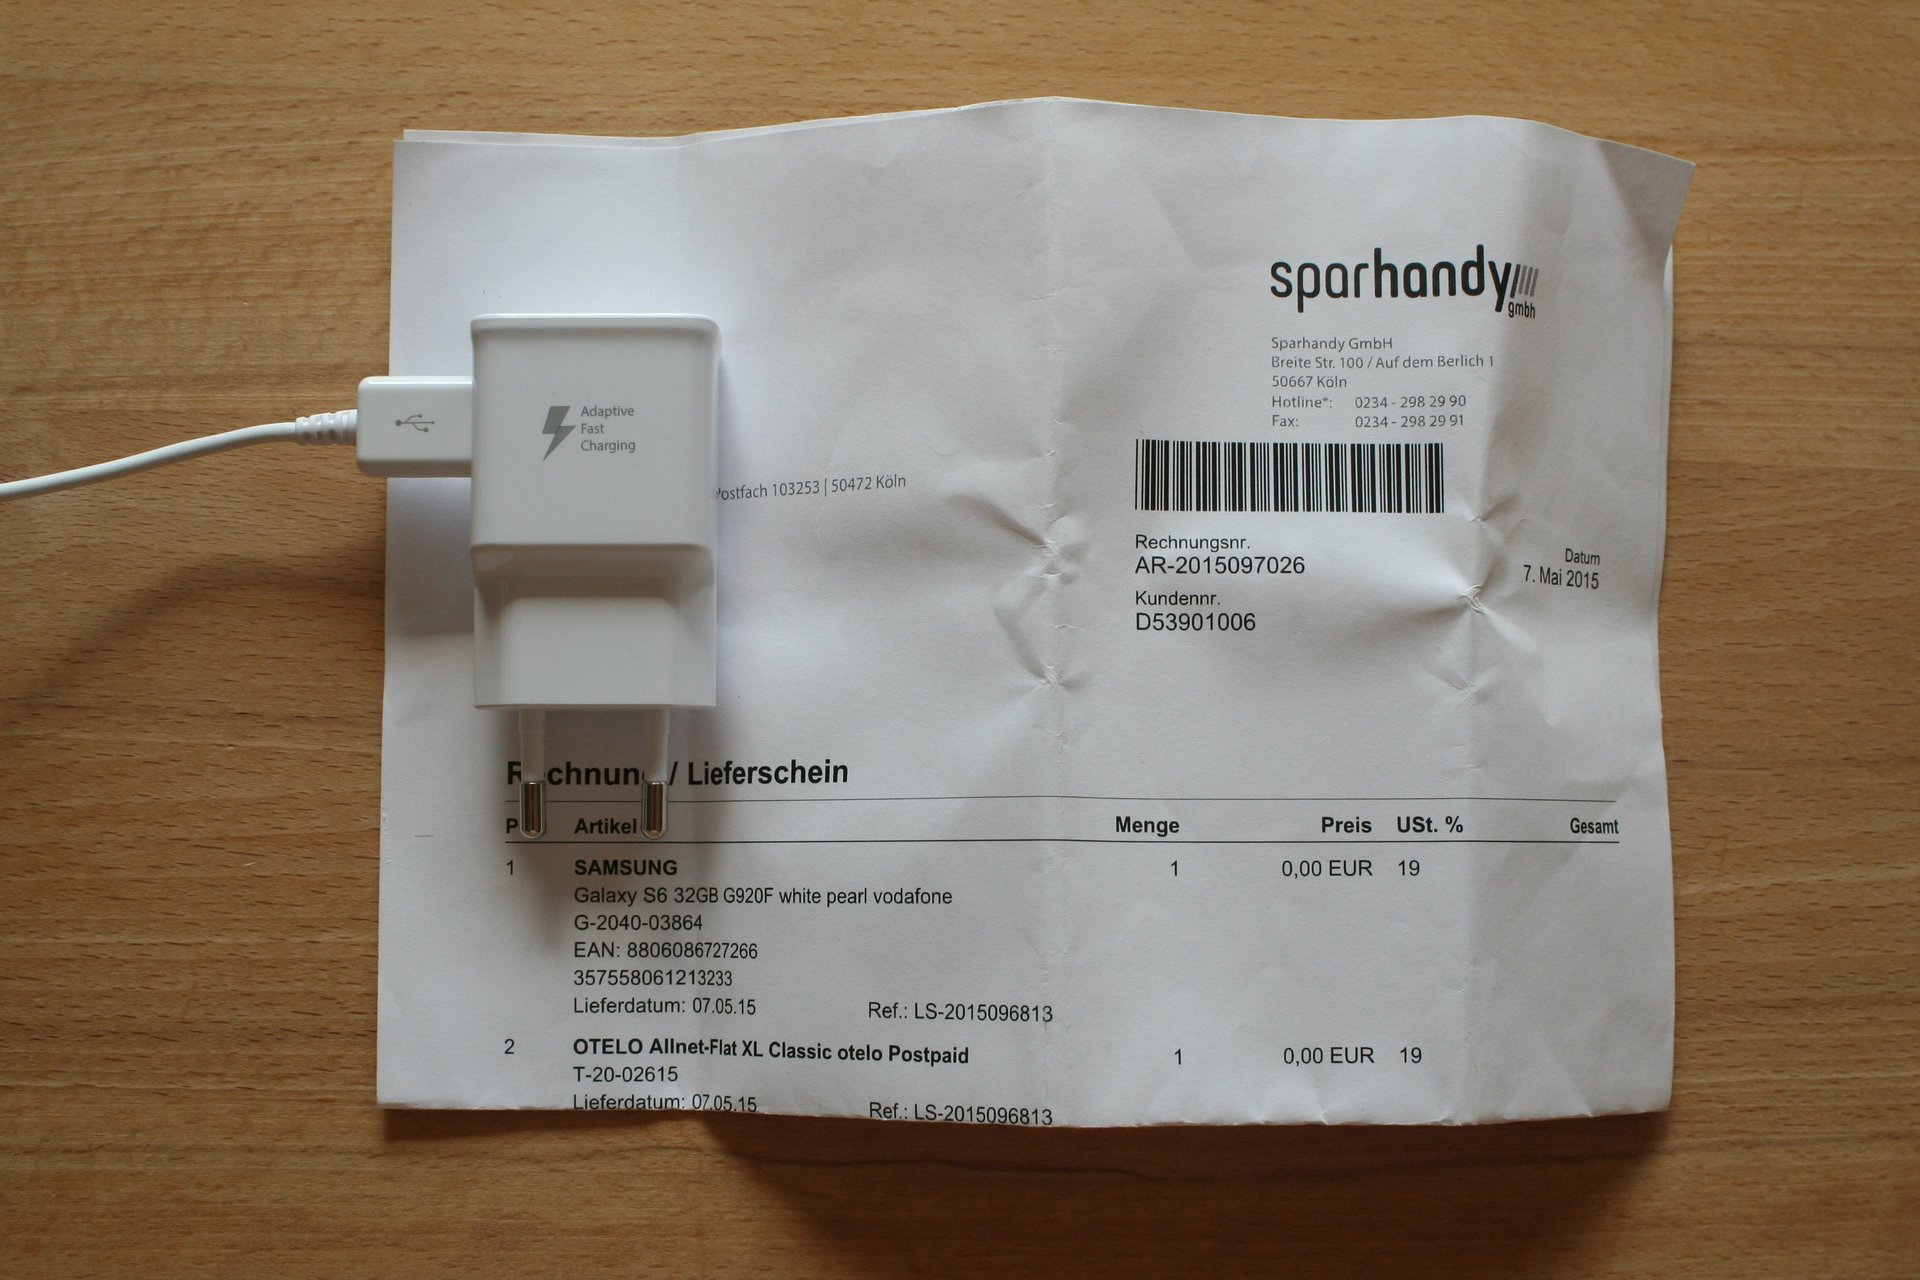 sparhandy
gmbh
Sparhandy GmbH
Breite Str. 100 / Auf dem Berlich 1
50667 Köln
Hotline*: 0234 - 298 29 90
Fax: 0234 - 298 29 91
Adaptive
Fast
Charging
Postfach 103253 | 50472 Köln
Rechnungsnr.
AR-2015097026
Kundennr.
D53901006
Datum
7. Mai 2015
/ Lieferschein
Artikel Menge Preis USt. % Gesamt
1 SAMSUNG 1 0,00 EUR 19
Galaxy S6 32GB G920F white pearl vodafone
G-2040-03864
EAN: 8806086727266
357558061213233
Lieferdatum: 07.05.15 Ref.: LS-2015096813
2 OTELO Allnet-Flat XL Classic otelo Postpaid 1 0,00 EUR 19
T-20-02615
Lieferdatum: 07.05.15 Ref.: LS-2015096813